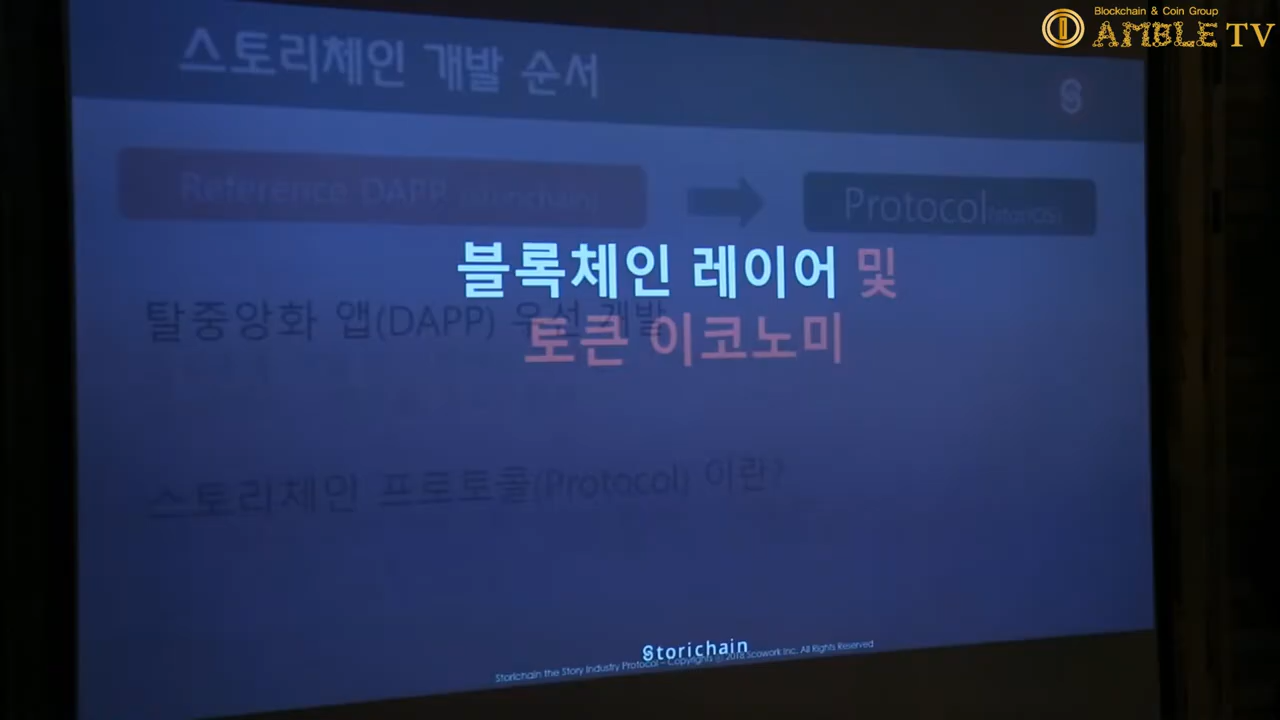 Blockchain & Coin Group
AMBLE TV
스토리체인 개발 순서
Reference DAPP (storichain)
Protocol
블록체인 레이어 및
탈중앙화 앱(DAPP) 우선 개발
토큰 이코노미
스토리체인 프로토콜(Protocol) 이란?
Storichain
Storichain the Story Industry Protocol - Copyrights ⓒ 2018 Scowork Inc. All Rights Reserved